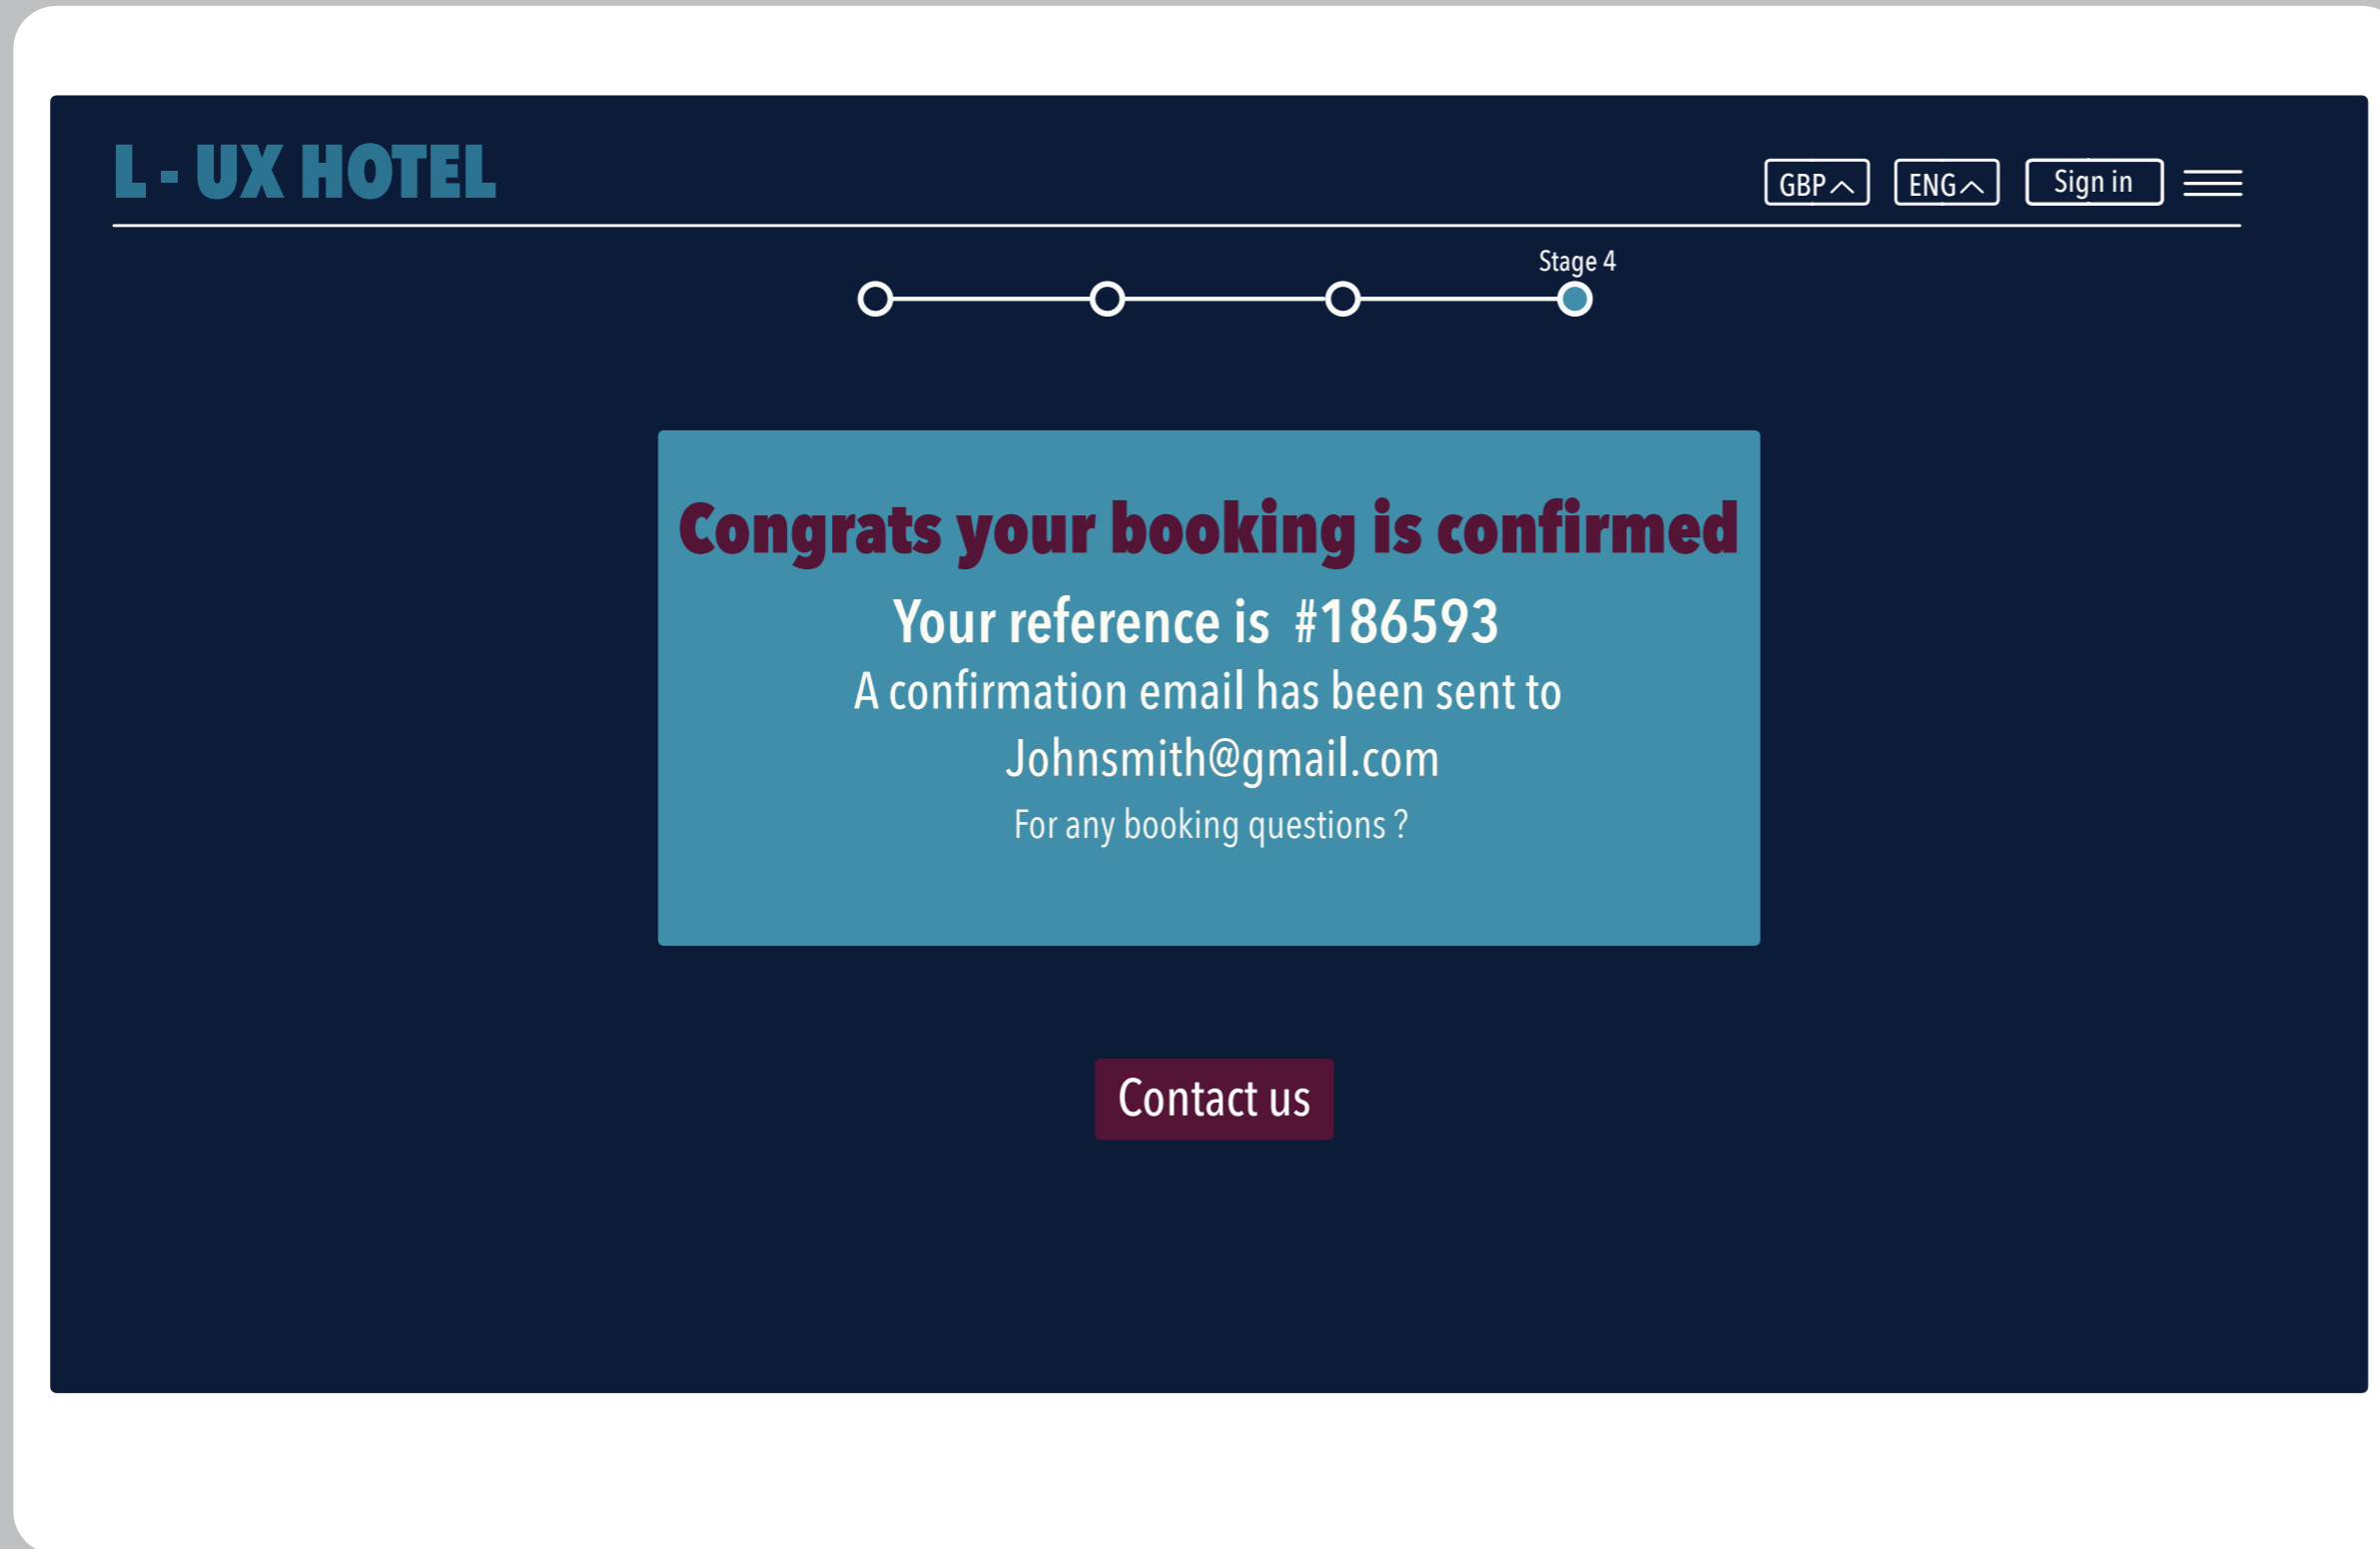 L - UX HOTEL
GBP
ENG
Sign in
Stage 4
Congrats your booking is confirmed
Your reference is  #186593
A confirmation email has been sent to
Johnsmith@gmail.com
For any booking questions ?
Contact us